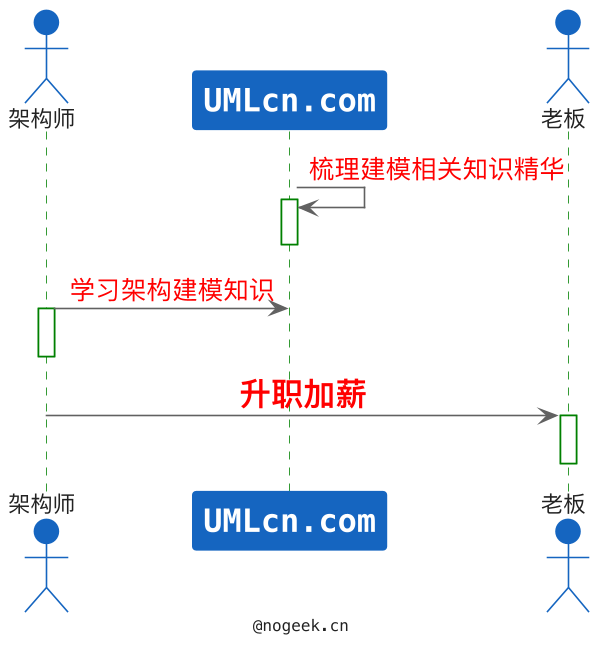 架构师
UMLcn.com
老板
梳理建模相关知识精华
学习架构建模知识
升职加薪
架构师
UMLcn.com
老板
@nogeek.cn